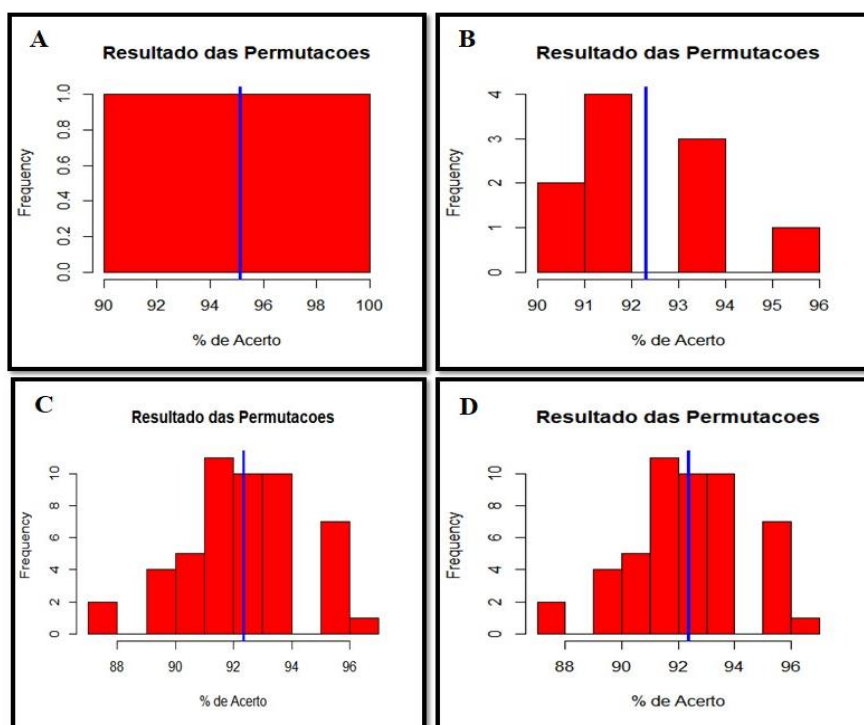 A
Resultado das Permutacoes
Frequency
0.0 0.2 0.4 0.6 0.8 1.0
90 92 94 96 98 100
% de Acerto
B
Resultado das Permutacoes
Frequency
0 1 2 3 4
90 91 92 93 94 95 96
% de Acerto
C
Resultado das Permutacoes
Frequency
0 2 4 6 8 10
88 90 92 94 96
% de Acerto
D
Resultado das Permutacoes
Frequency
0 2 4 6 8 10
88 90 92 94 96
% de Acerto